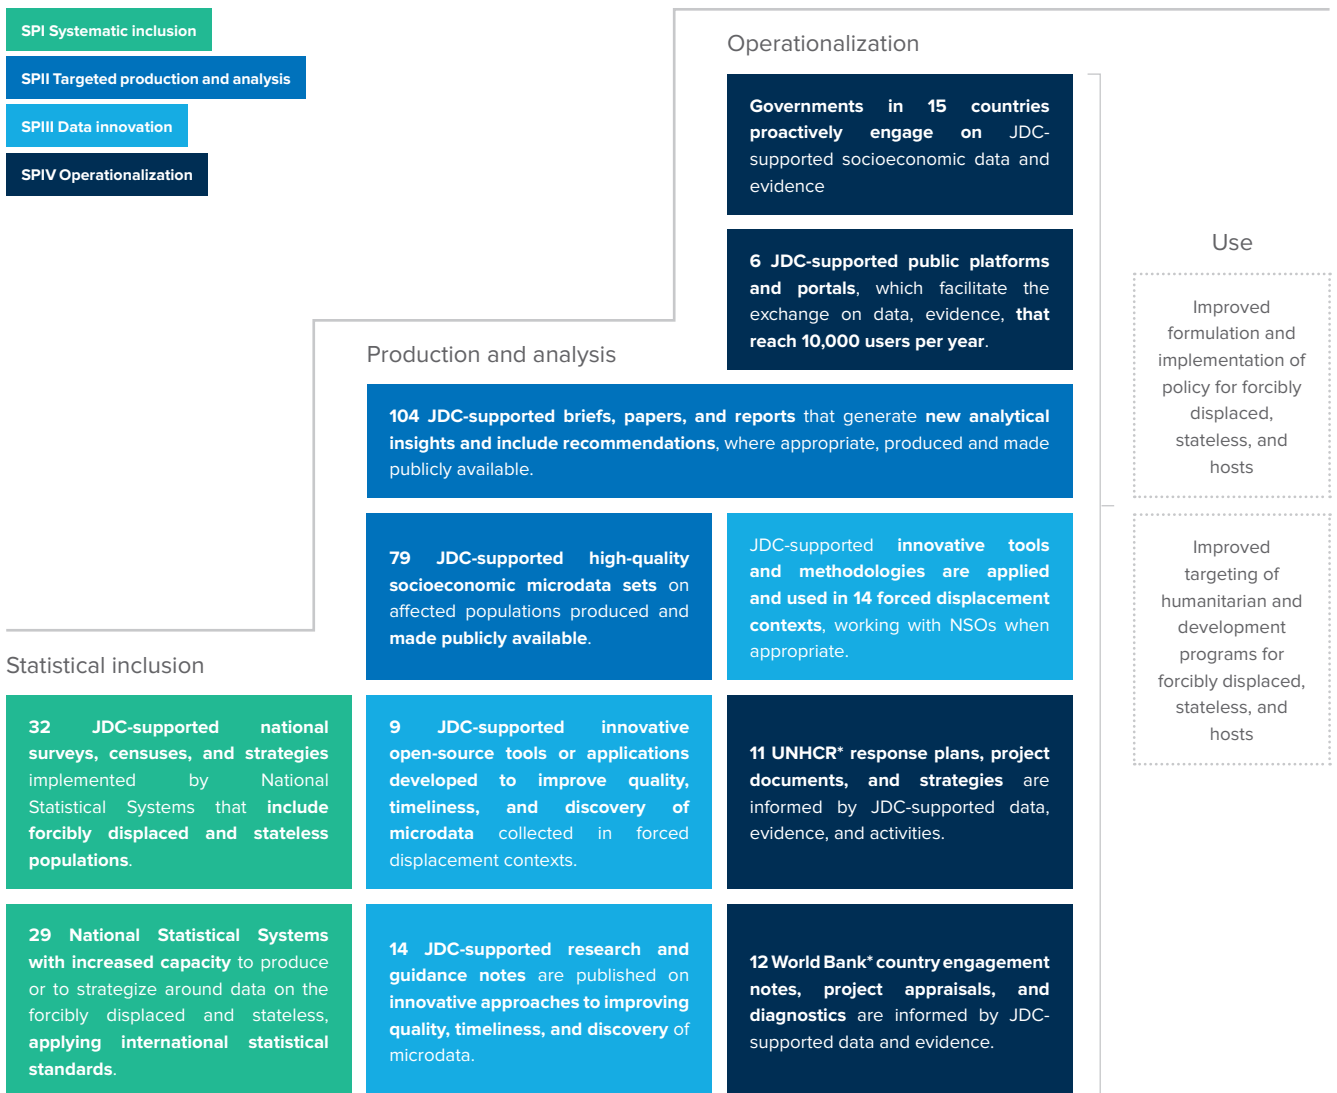 SPI Systematic inclusion
SPII Targeted production and analysis
SPIII Data innovation
SPIV Operationalization
Operationalization
Governments in 15 countries
proactively engage on JDC-
supported socioeconomic data and
evidence
6 JDC-supported public platforms
and portals, which facilitate the
exchange on data, evidence, that
reach 10,000 users per year.
Production and analysis
104 JDC-supported briefs, papers, and reports that generate new analytical
insights and include recommendations, where appropriate, produced and made
publicly available.
79 JDC-supported high-quality
socioeconomic microdata sets on
affected populations produced and
made publicly available.
JDC-supported innovative tools
and methodologies are applied
and used in 14 forced displacement
contexts, working with NSOs when
appropriate.
Statistical inclusion
32 JDC-supported national
surveys, censuses, and strategies
implemented by National
Statistical Systems that include
forcibly displaced and stateless
populations.
9 JDC-supported innovative
open-source tools or applications
developed to improve quality,
timeliness, and discovery of
microdata collected in forced
displacement contexts.
11 UNHCR* response plans, project
documents, and strategies are
informed by JDC-supported data,
evidence, and activities.
29 National Statistical Systems
with increased capacity to produce
or to strategize around data on the
forcibly displaced and stateless,
applying international statistical
standards.
14 JDC-supported research and
guidance notes are published on
innovative approaches to improving
quality, timeliness, and discovery of
microdata.
12 World Bank* country engagement
notes, project appraisals, and
diagnostics are informed by JDC-
supported data and evidence.
Use
Improved
formulation and
implementation of
policy for forcibly
displaced,
stateless, and
hosts
Improved
targeting of
humanitarian and
development
programs for
forcibly displaced,
stateless, and
hosts